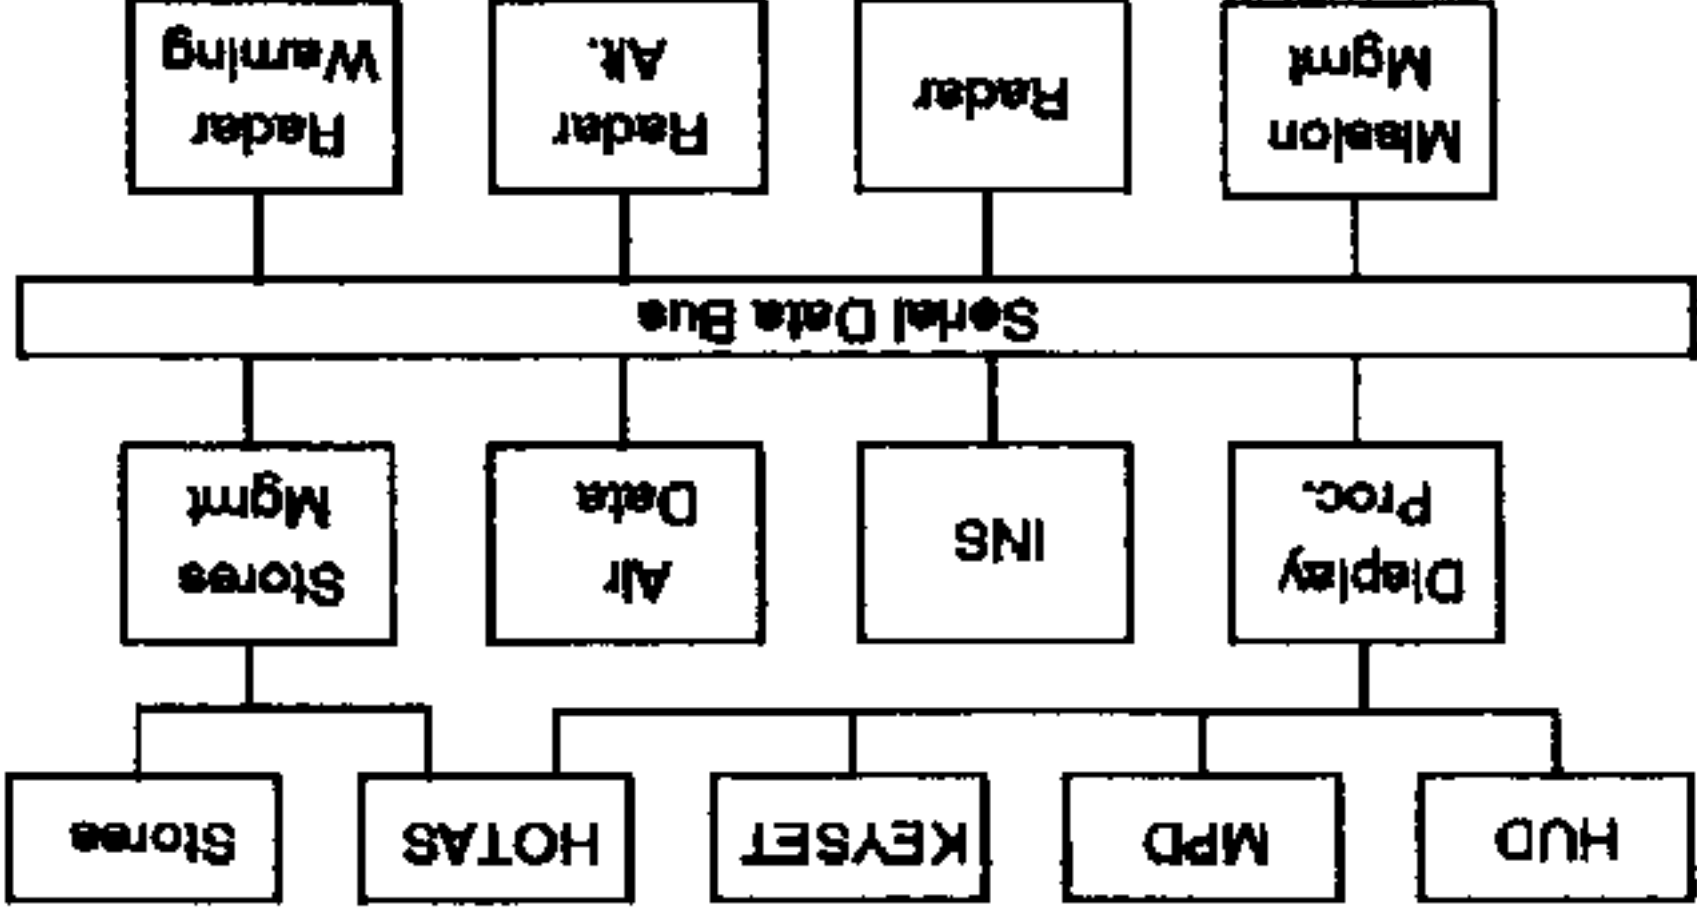 HUD
MPD
KEYSET
HOTAS
Stores
Display
Proc.
INS
Air
Data
Stores
Mgmt
Serial Data Bus
Mission
Mgmt
Radar
Radar
Alt.
Radar
Warning